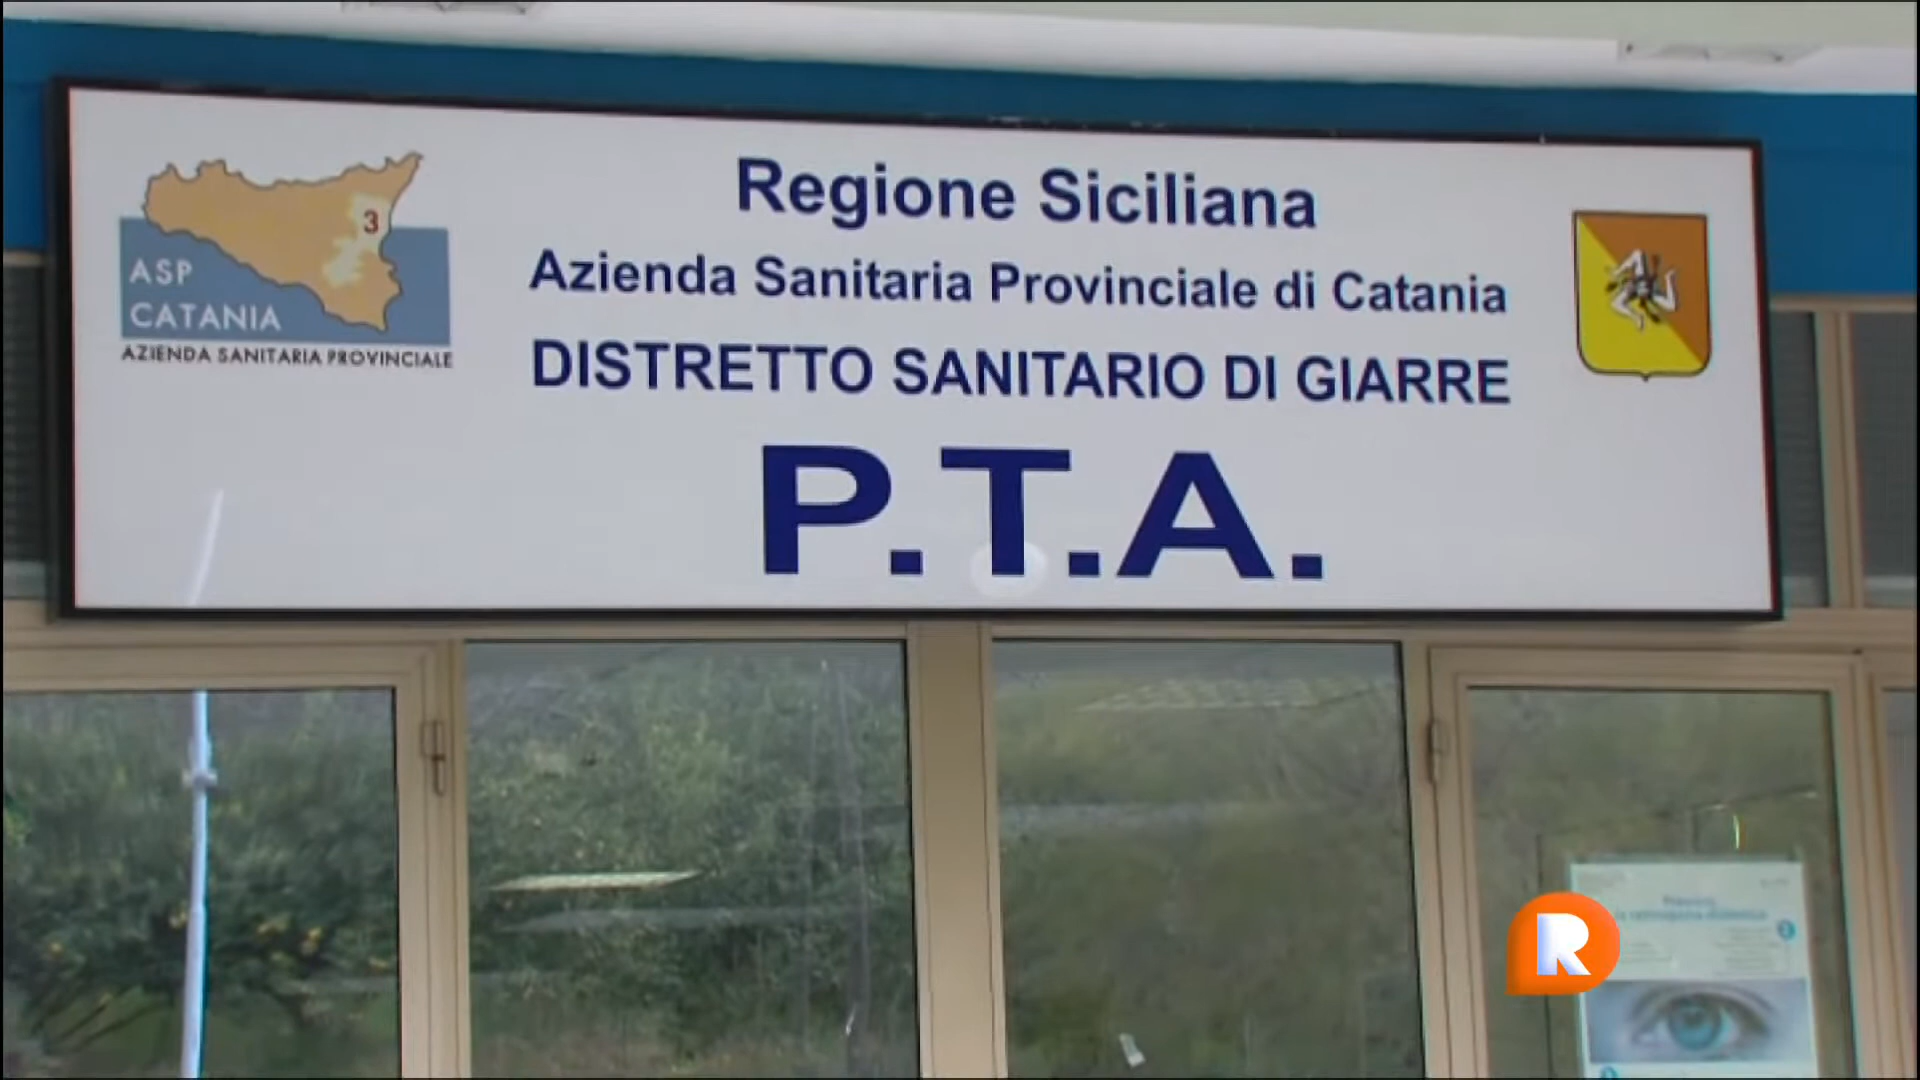 Regione Siciliana
Azienda Sanitaria Provinciale di Catania
DISTRETTO SANITARIO DI GIARRE
P.T.A.
3
ASP
CATANIA
AZIENDA SANITARIA PROVINCIALE
R